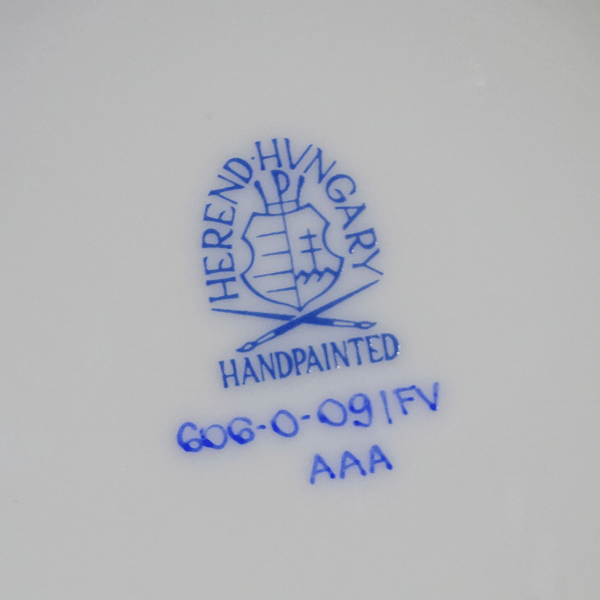 HEREND·HVNGARY
P
HANDPAINTED
606-0-09/FV
AAA